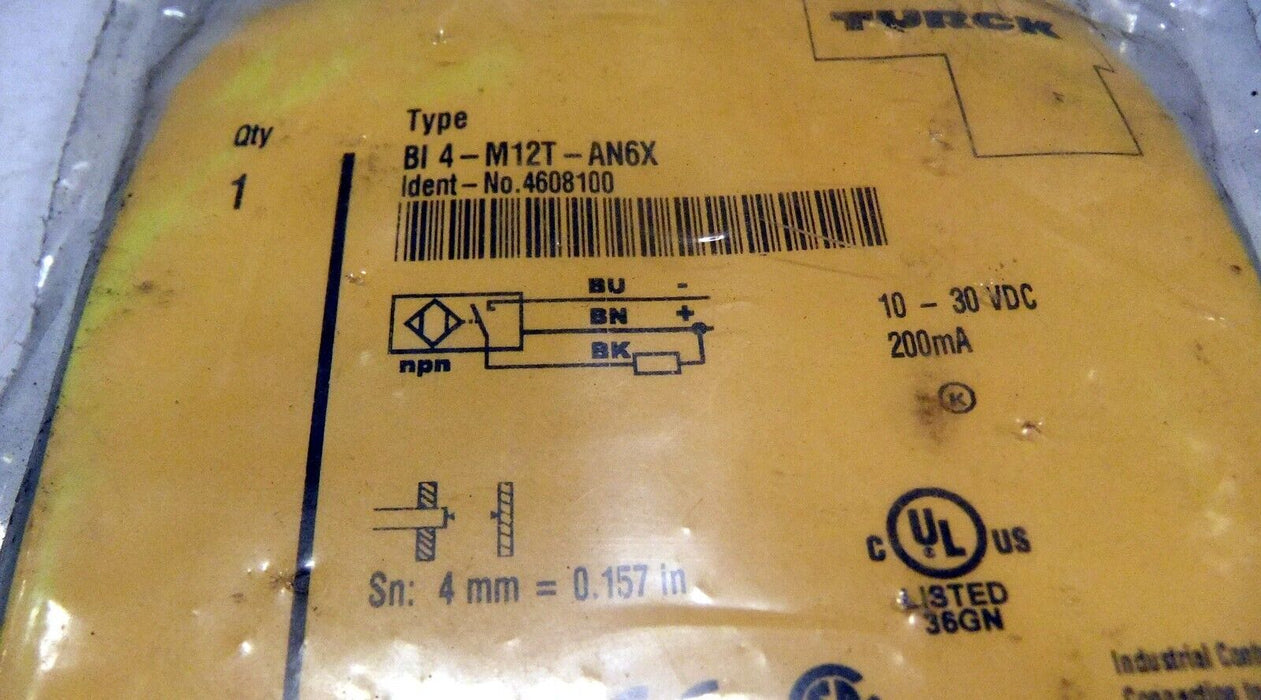 TURCK
Qty
1
Type
BI 4-M12T-AN6X
Ident-No.4608100
BU -
BN +
BK
npn
10 - 30 VDC
200mA
K
C UL US
LISTED
36GN
Sn: 4 mm = 0.157 in
Industrial